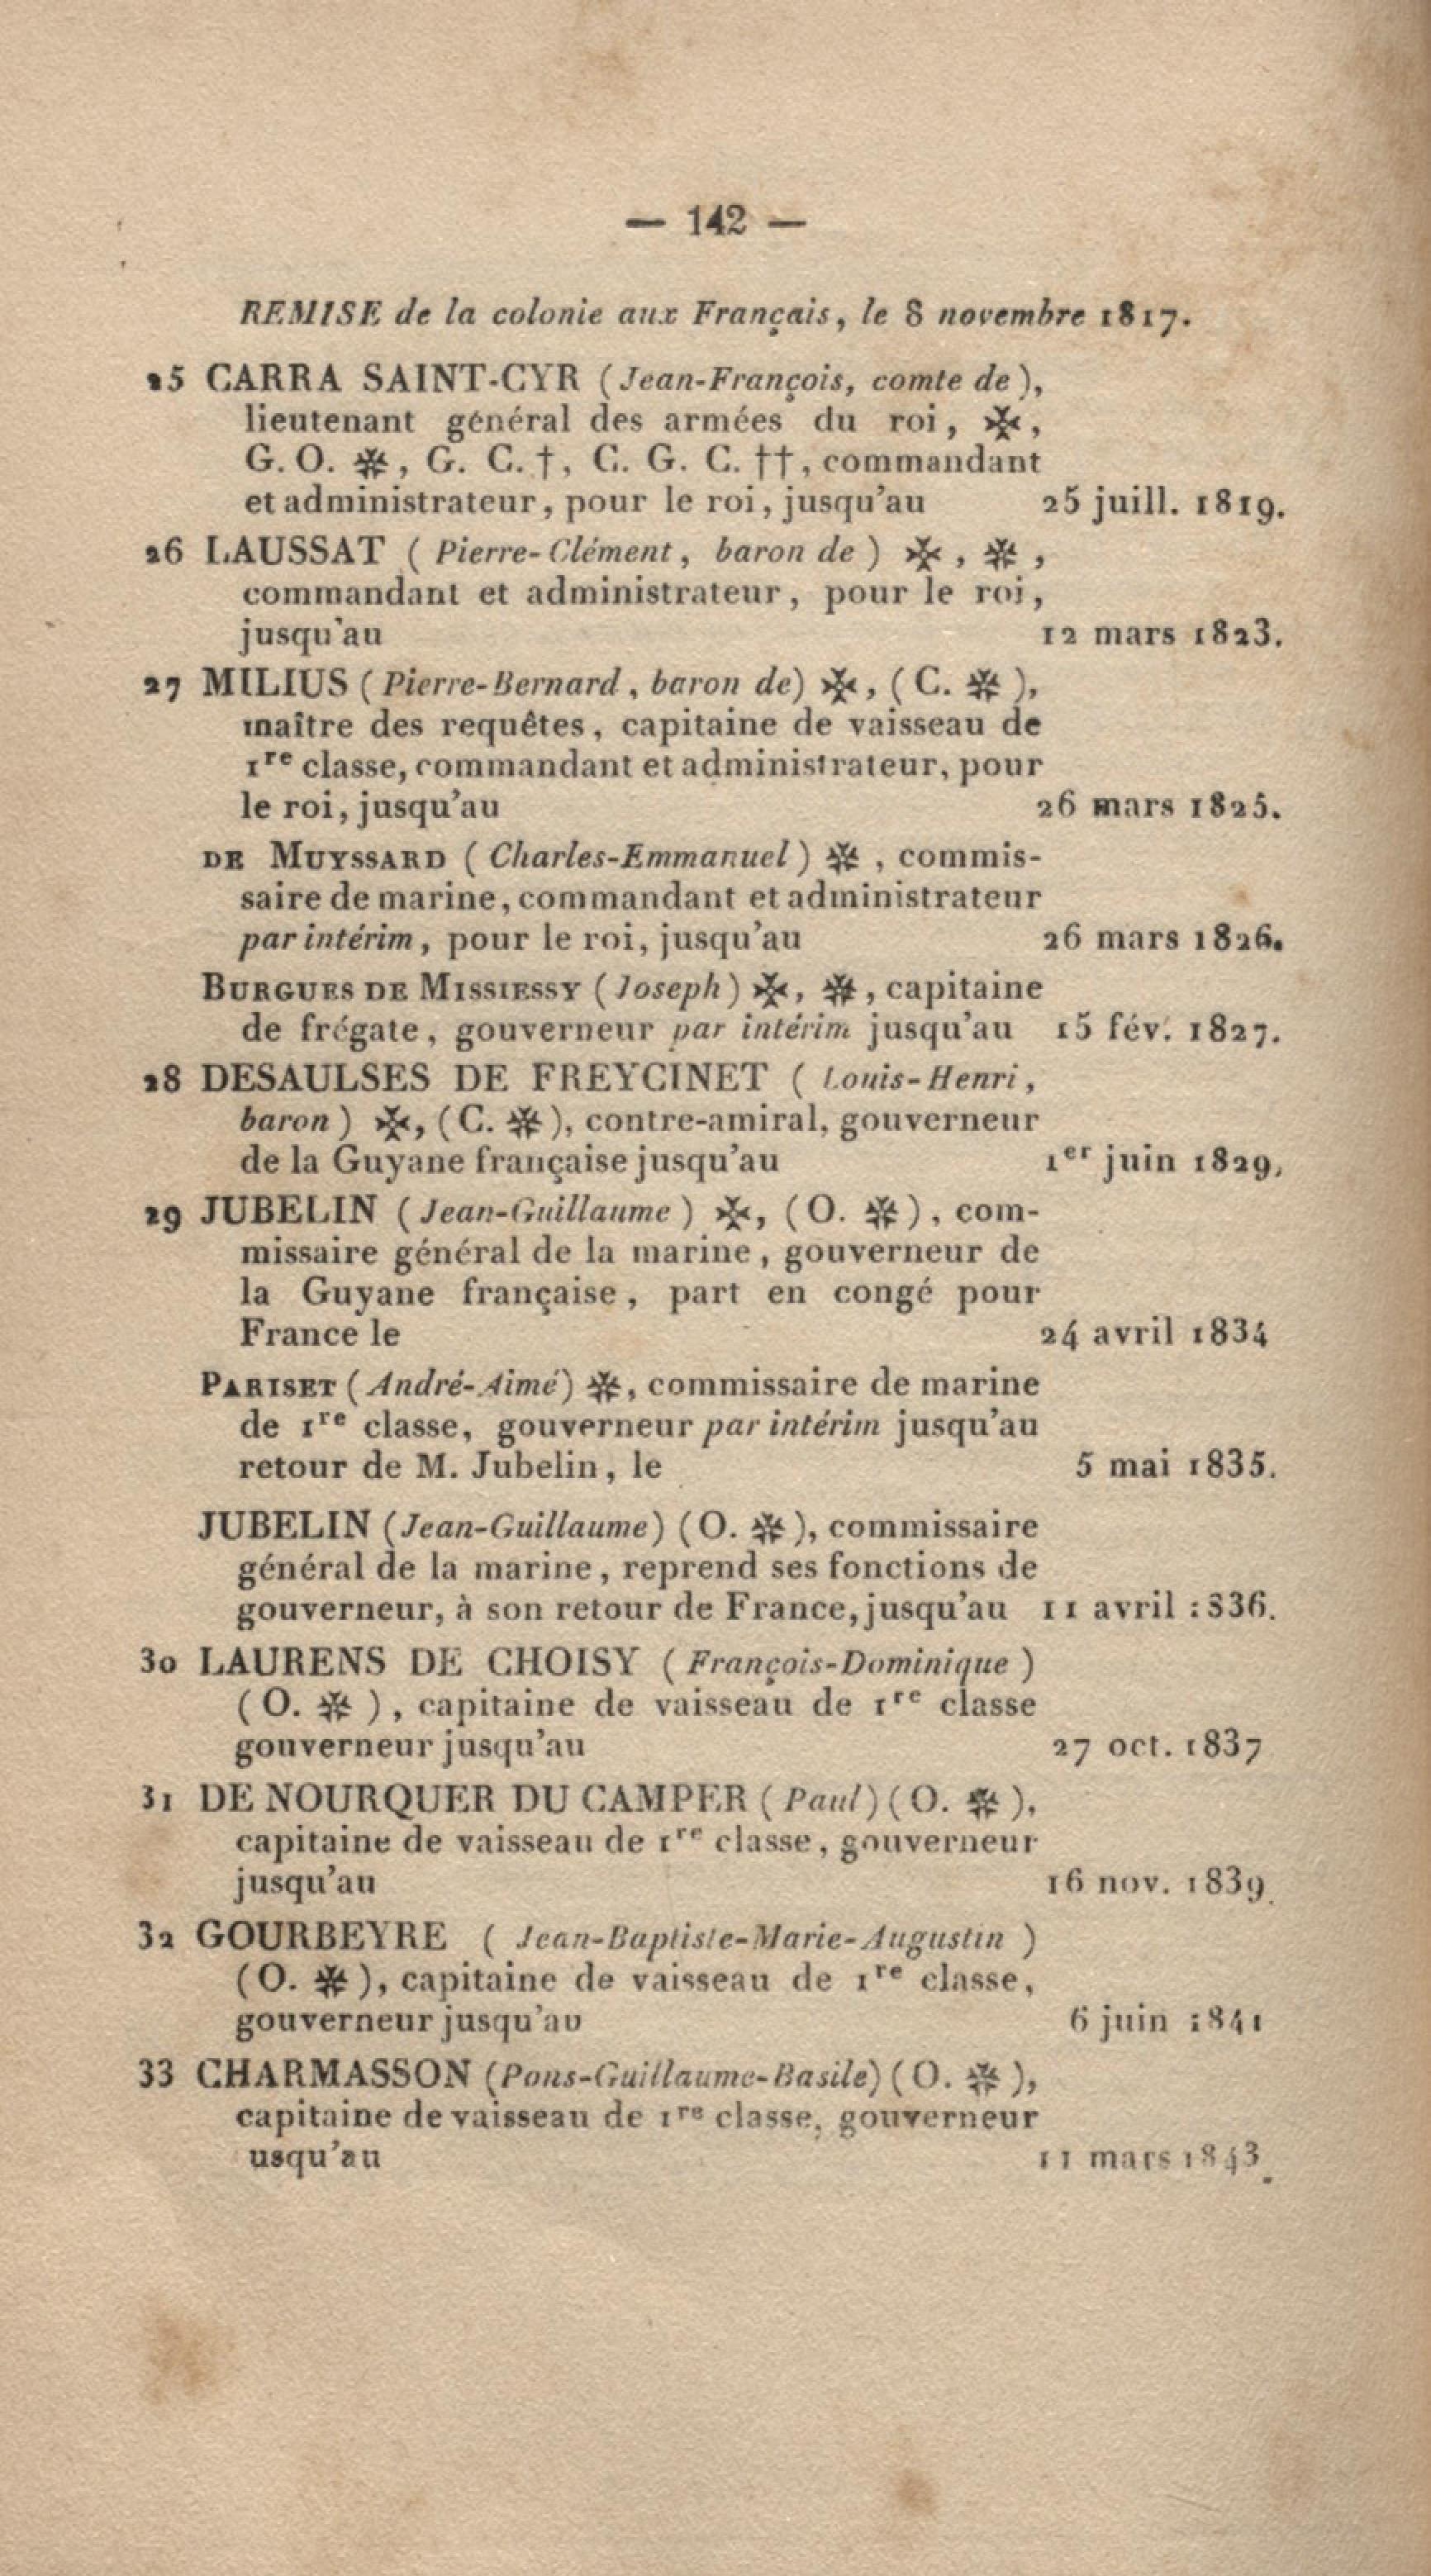 — 142 —
REMISE de la colonie aux Français, le 8 novembre 1817.
25 CARRA SAINT-CYR (Jean-François, comte de),
lieutenant général des armées du roi, ✠,
G. O. ✻, G. C. †, C. G. C. ††, commandant
et administrateur, pour le roi, jusqu'au 25 juill. 1819.
26 LAUSSAT (Pierre-Clément, baron de) ✠, ✻,
commandant et administrateur, pour le roi,
jusqu'au 12 mars 1823.
27 MILIUS (Pierre-Bernard, baron de) ✠, (C. ✻),
maître des requêtes, capitaine de vaisseau de
1re classe, commandant et administrateur, pour
le roi, jusqu'au 26 mars 1825.
DE MUYSSARD (Charles-Emmanuel) ✻, commis-
saire de marine, commandant et administrateur
par intérim, pour le roi, jusqu'au 26 mars 1826.
BURGUES DE MISSIESSY (Joseph) ✠, ✻, capitaine
de frégate, gouverneur par intérim jusqu'au 15 fév. 1827.
28 DESAULSES DE FREYCINET (Louis-Henri,
baron) ✠, (C. ✻), contre-amiral, gouverneur
de la Guyane française jusqu'au 1er juin 1829,
29 JUBELIN (Jean-Guillaume) ✠, (O. ✻), com-
missaire général de la marine, gouverneur de
la Guyane française, part en congé pour
France le 24 avril 1834
PARISET (André-Aimé) ✻, commissaire de marine
de 1re classe, gouverneur par intérim jusqu'au
retour de M. Jubelin, le 5 mai 1835.
JUBELIN (Jean-Guillaume) (O. ✻), commissaire
général de la marine, reprend ses fonctions de
gouverneur, à son retour de France, jusqu'au 11 avril 1836.
30 LAURENS DE CHOISY (François-Dominique)
(O. ✻), capitaine de vaisseau de 1re classe
gouverneur jusqu'au 27 oct. 1837
31 DE NOURQUER DU CAMPER (Paul) (O. ✻),
capitaine de vaisseau de 1re classe, gouverneur
jusqu'au 16 nov. 1839.
32 GOURBEYRE (Jean-Baptiste-Marie-Augustin)
(O. ✻), capitaine de vaisseau de 1re classe,
gouverneur jusqu'au 6 juin 1841
33 CHARMASSON (Pons-Guillaume-Basile) (O. ✻),
capitaine de vaisseau de 1re classe, gouverneur
usqu'au 11 mars 1843.